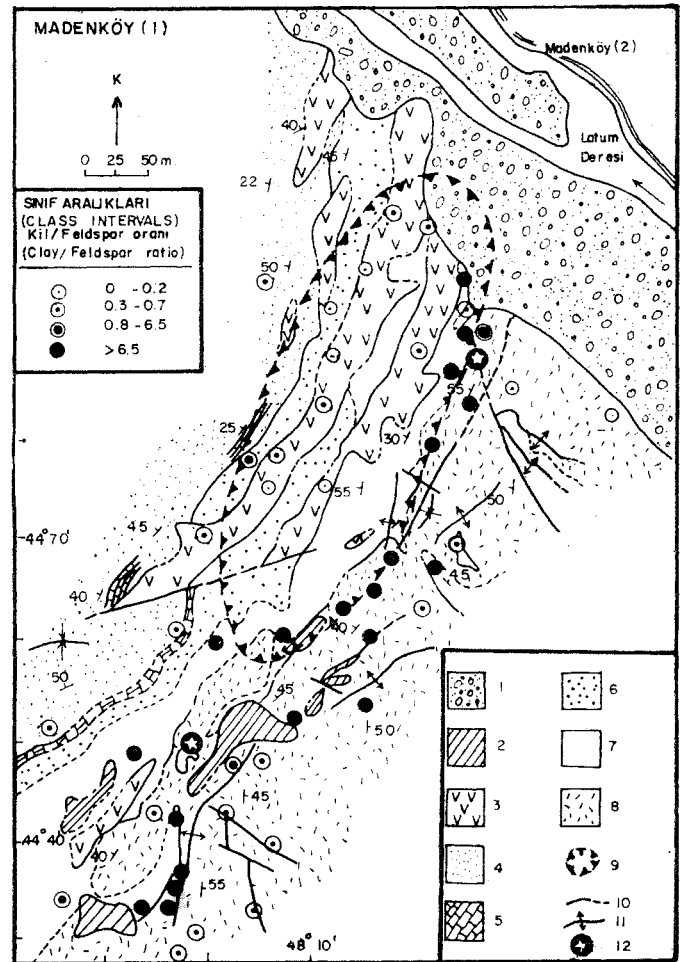 MADENKÖY (1)
Madenköy (2)
K
0 25 50 m.
Latum
Deresi
SINIF ARALIKLARI
(CLASS INTERVALS)
Kil/Feldspar oranı
(Clay/Feldspar ratio)
0 - 0.2
0.3 - 0.7
0.8 - 6.5
> 6.5
40
45
22
50
25
55
30
55
50
45
44° 70'
40
45
40
50
45
50
45
44° 40'
40
55
48° 10'
1
2
3
4
5
6
7
8
9
10
11
12